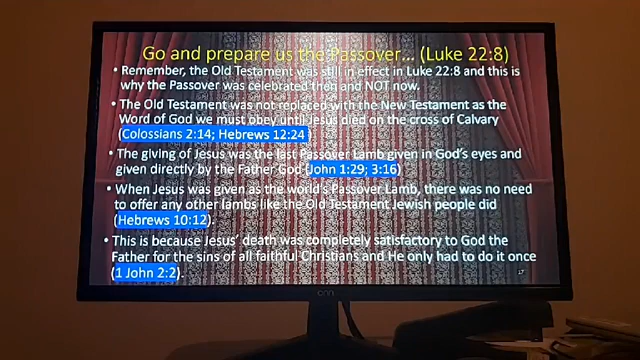 Go and prepare us the Passover... (Luke 22:8)
• Remember, the Old Testament was still in effect in Luke 22:8 and this is
why the Passover was celebrated then and NOT now.
• The Old Testament was not replaced with the New Testament as the
Word of God we must obey until Jesus died on the cross of Calvary
(Colossians 2:14; Hebrews 12:24)
• The giving of Jesus was the last Passover Lamb given in God's eyes and
given directly by the Father God (John 1:29; 3:16)
• When Jesus was given as the world's Passover Lamb, there was no need
to offer any other lambs like the Old Testament Jewish people did
(Hebrews 10:12).
• This is because Jesus' death was completely satisfactory to God the
Father for the sins of all faithful Christians and He only had to do it once
(1 John 2:2).
17
onn